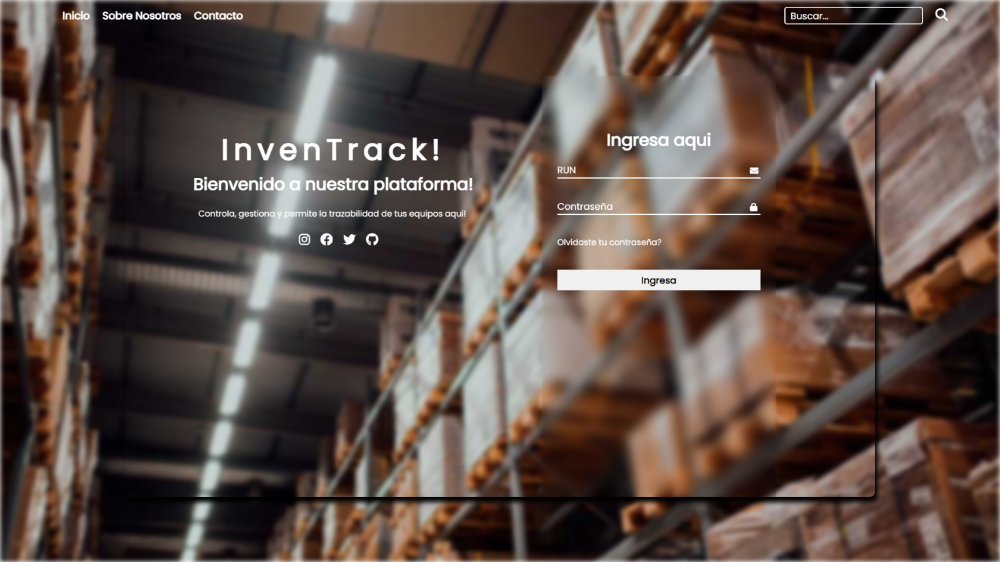 Inicio Sobre Nosotros Contacto
Buscar...
InvenTrack!
Bienvenido a nuestra plataforma!
Controla, gestiona y permite la trazabilidad de tus equipos aqui!
Ingresa aqui
RUN
Contraseña
Olvidaste tu contraseña?
Ingresa